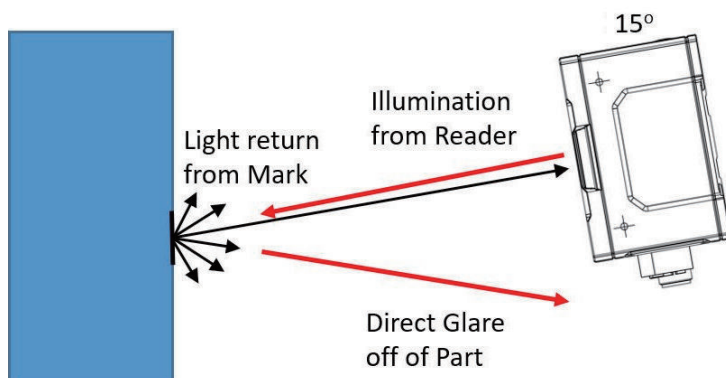 15°
Illumination
from Reader
Light return
from Mark
Direct Glare
off of Part